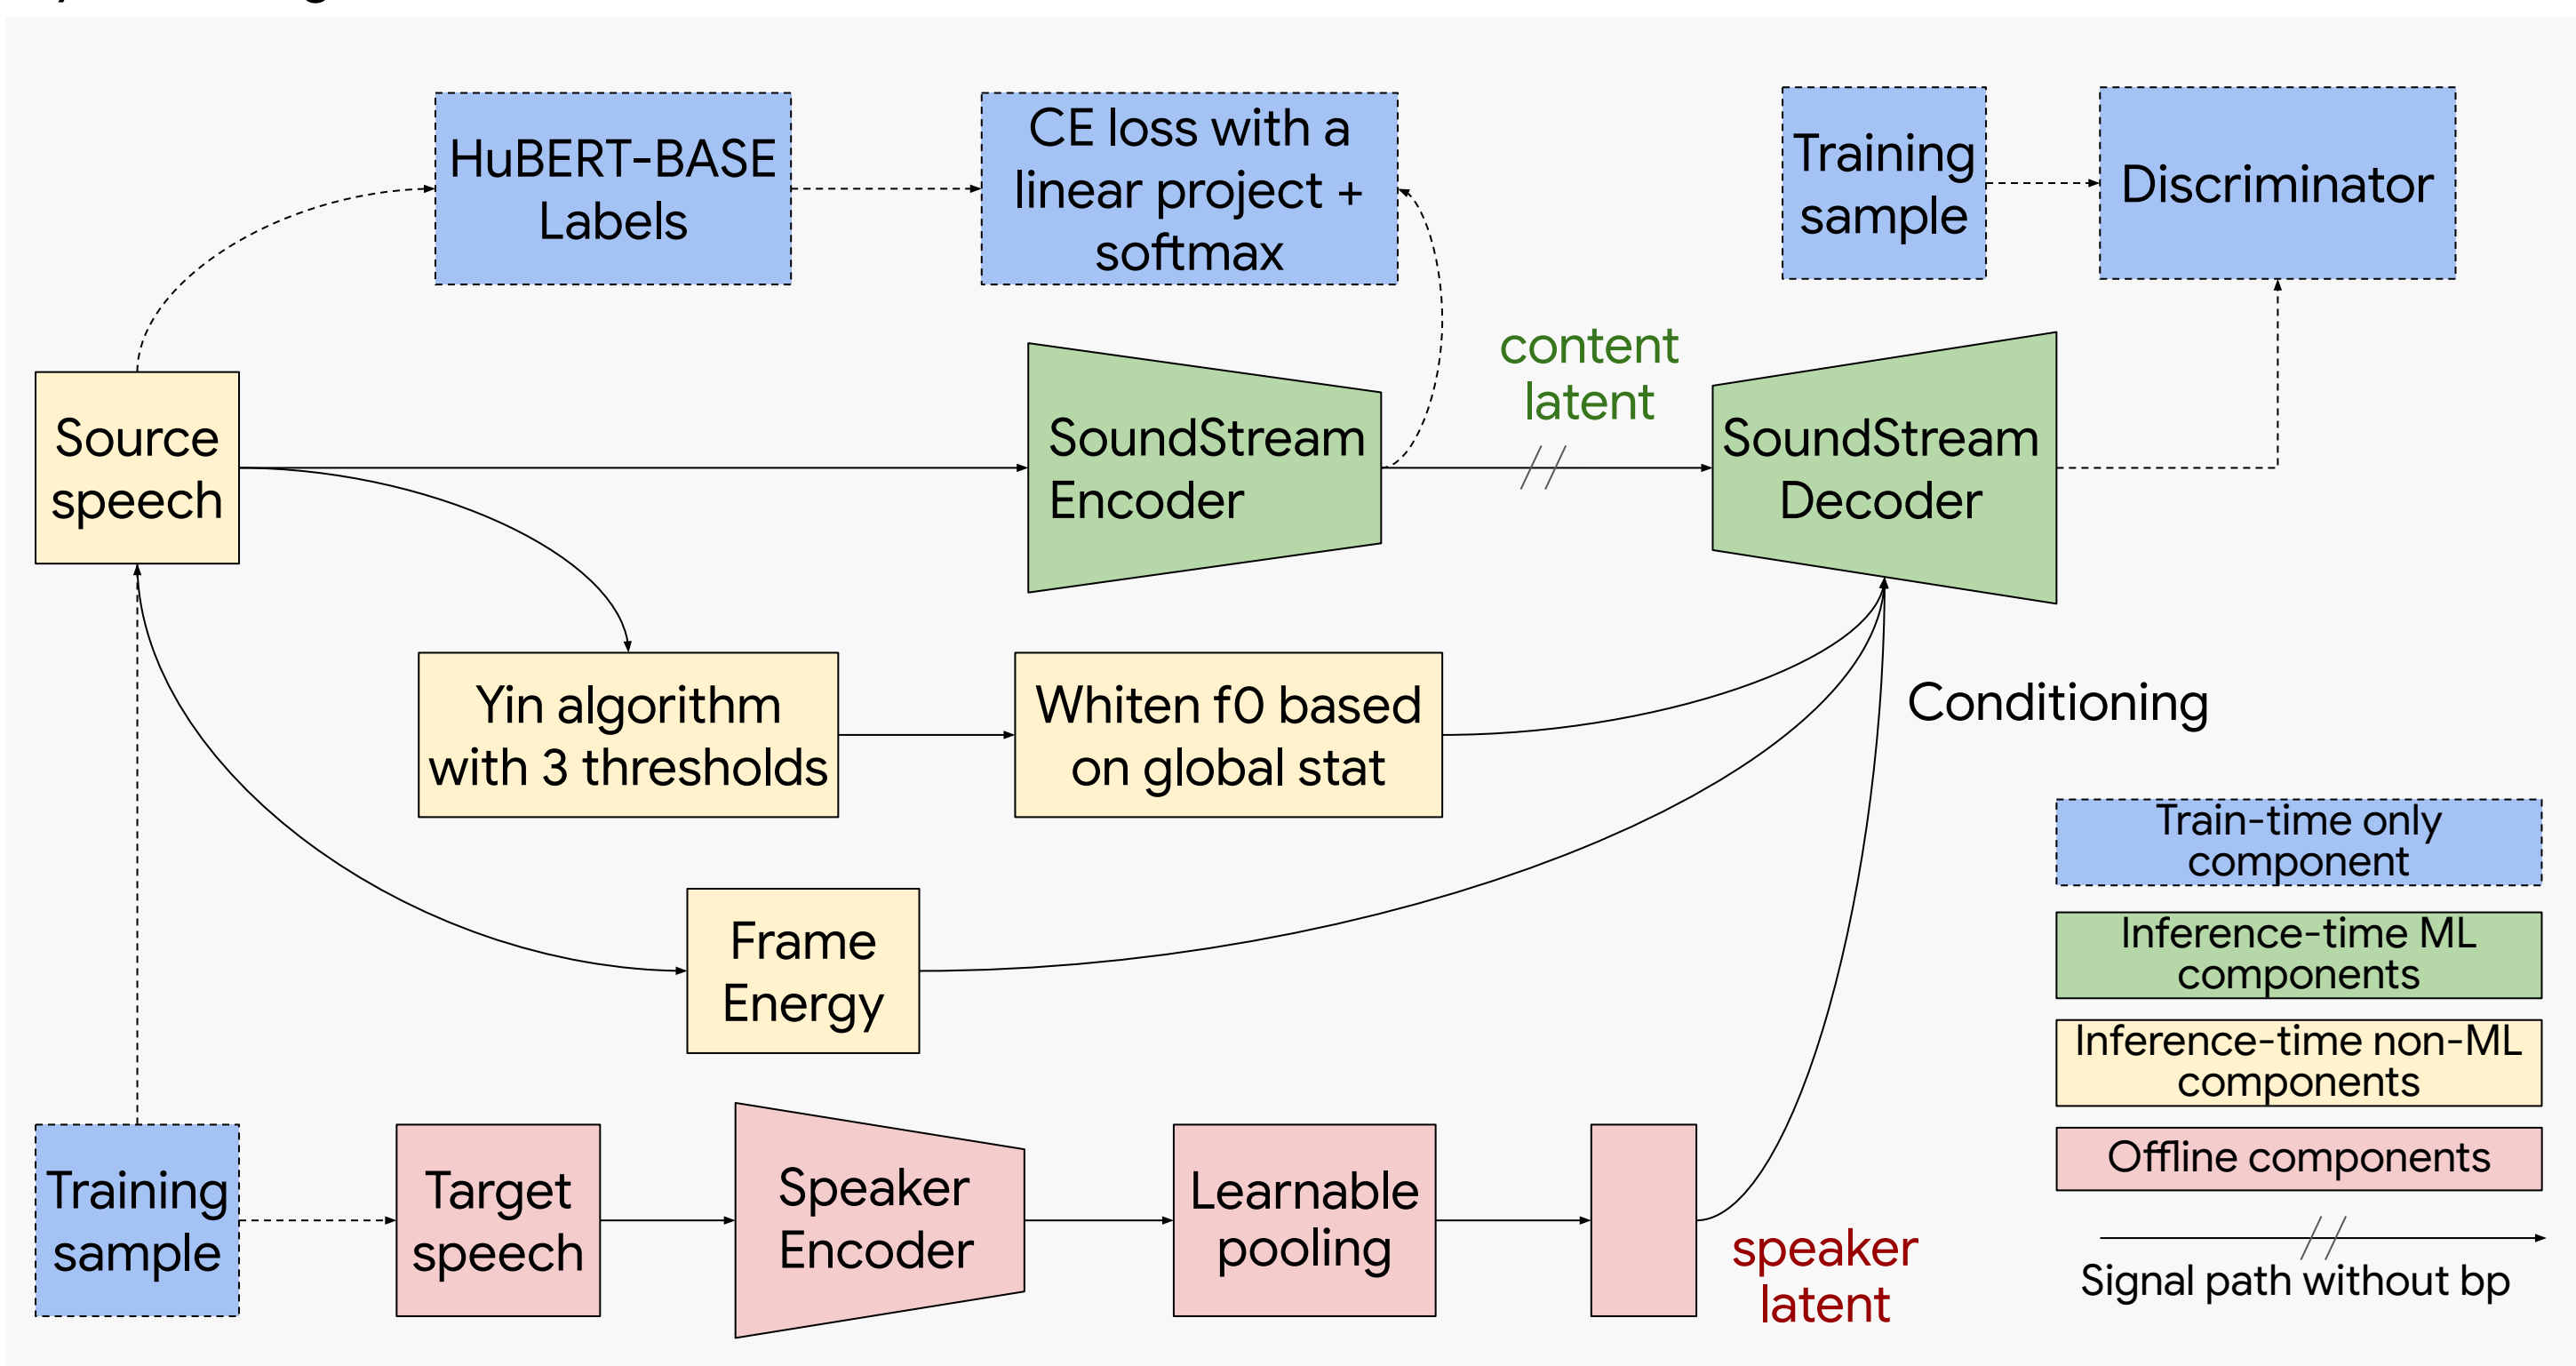 HuBERT-BASE
Labels
CE loss with a
linear project +
softmax
Training
sample
Discriminator
Source
speech
SoundStream
Encoder
content
latent
SoundStream
Decoder
Yin algorithm
with 3 thresholds
Whiten f0 based
on global stat
Conditioning
Frame
Energy
Training
sample
Target
speech
Speaker
Encoder
Learnable
pooling
speaker
latent
Train-time only
component
Inference-time ML
components
Inference-time non-ML
components
Offline components
Signal path without bp